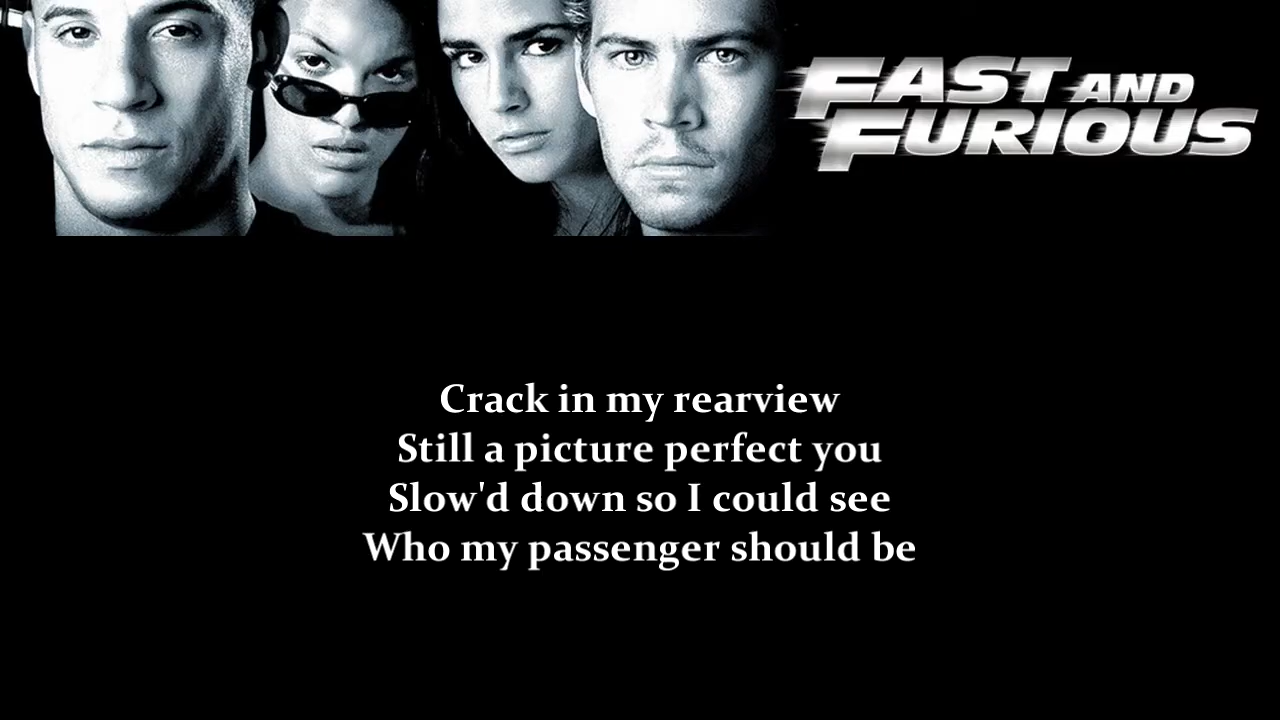 FAST AND
FURIOUS
Crack in my rearview
Still a picture perfect you
Slow'd down so I could see
Who my passenger should be